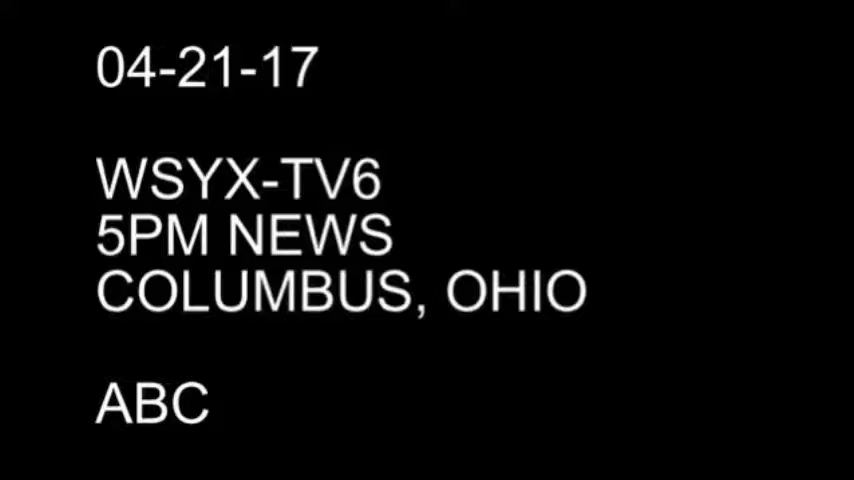 04-21-17
WSYX-TV6
5PM NEWS
COLUMBUS, OHIO
ABC